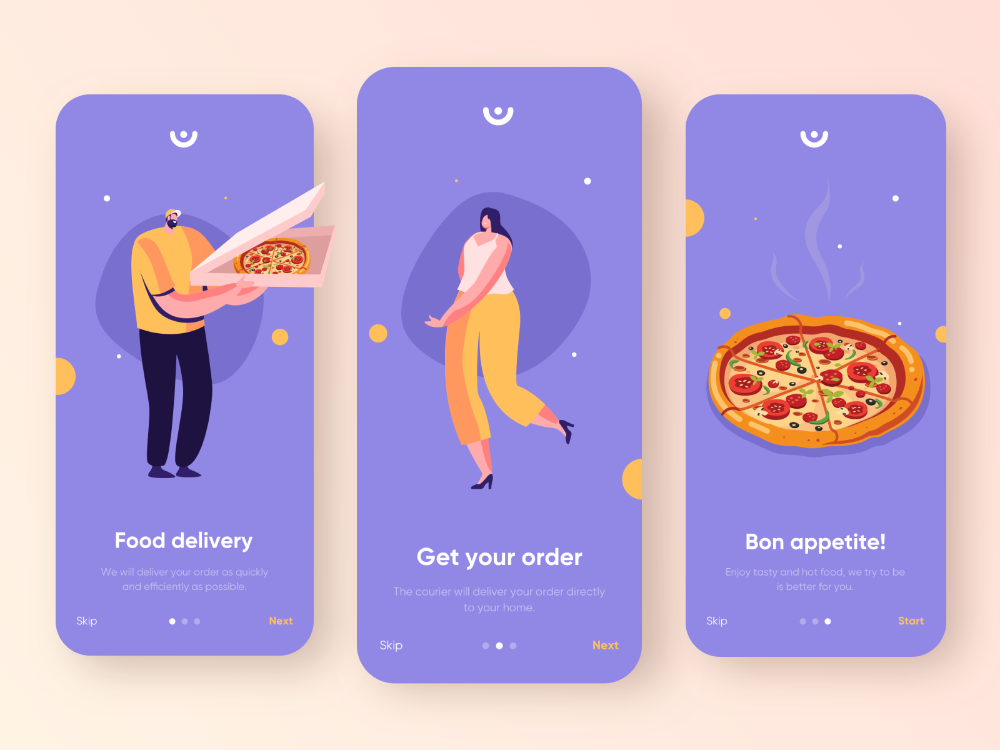 Food delivery
We will deliver your order as quickly
and efficiently as possible.
Skip
Next
Get your order
The courier will deliver your order directly
to your home.
Skip
Next
Bon appetite!
Enjoy tasty and hot food, we try to be
is better for you.
Skip
Start